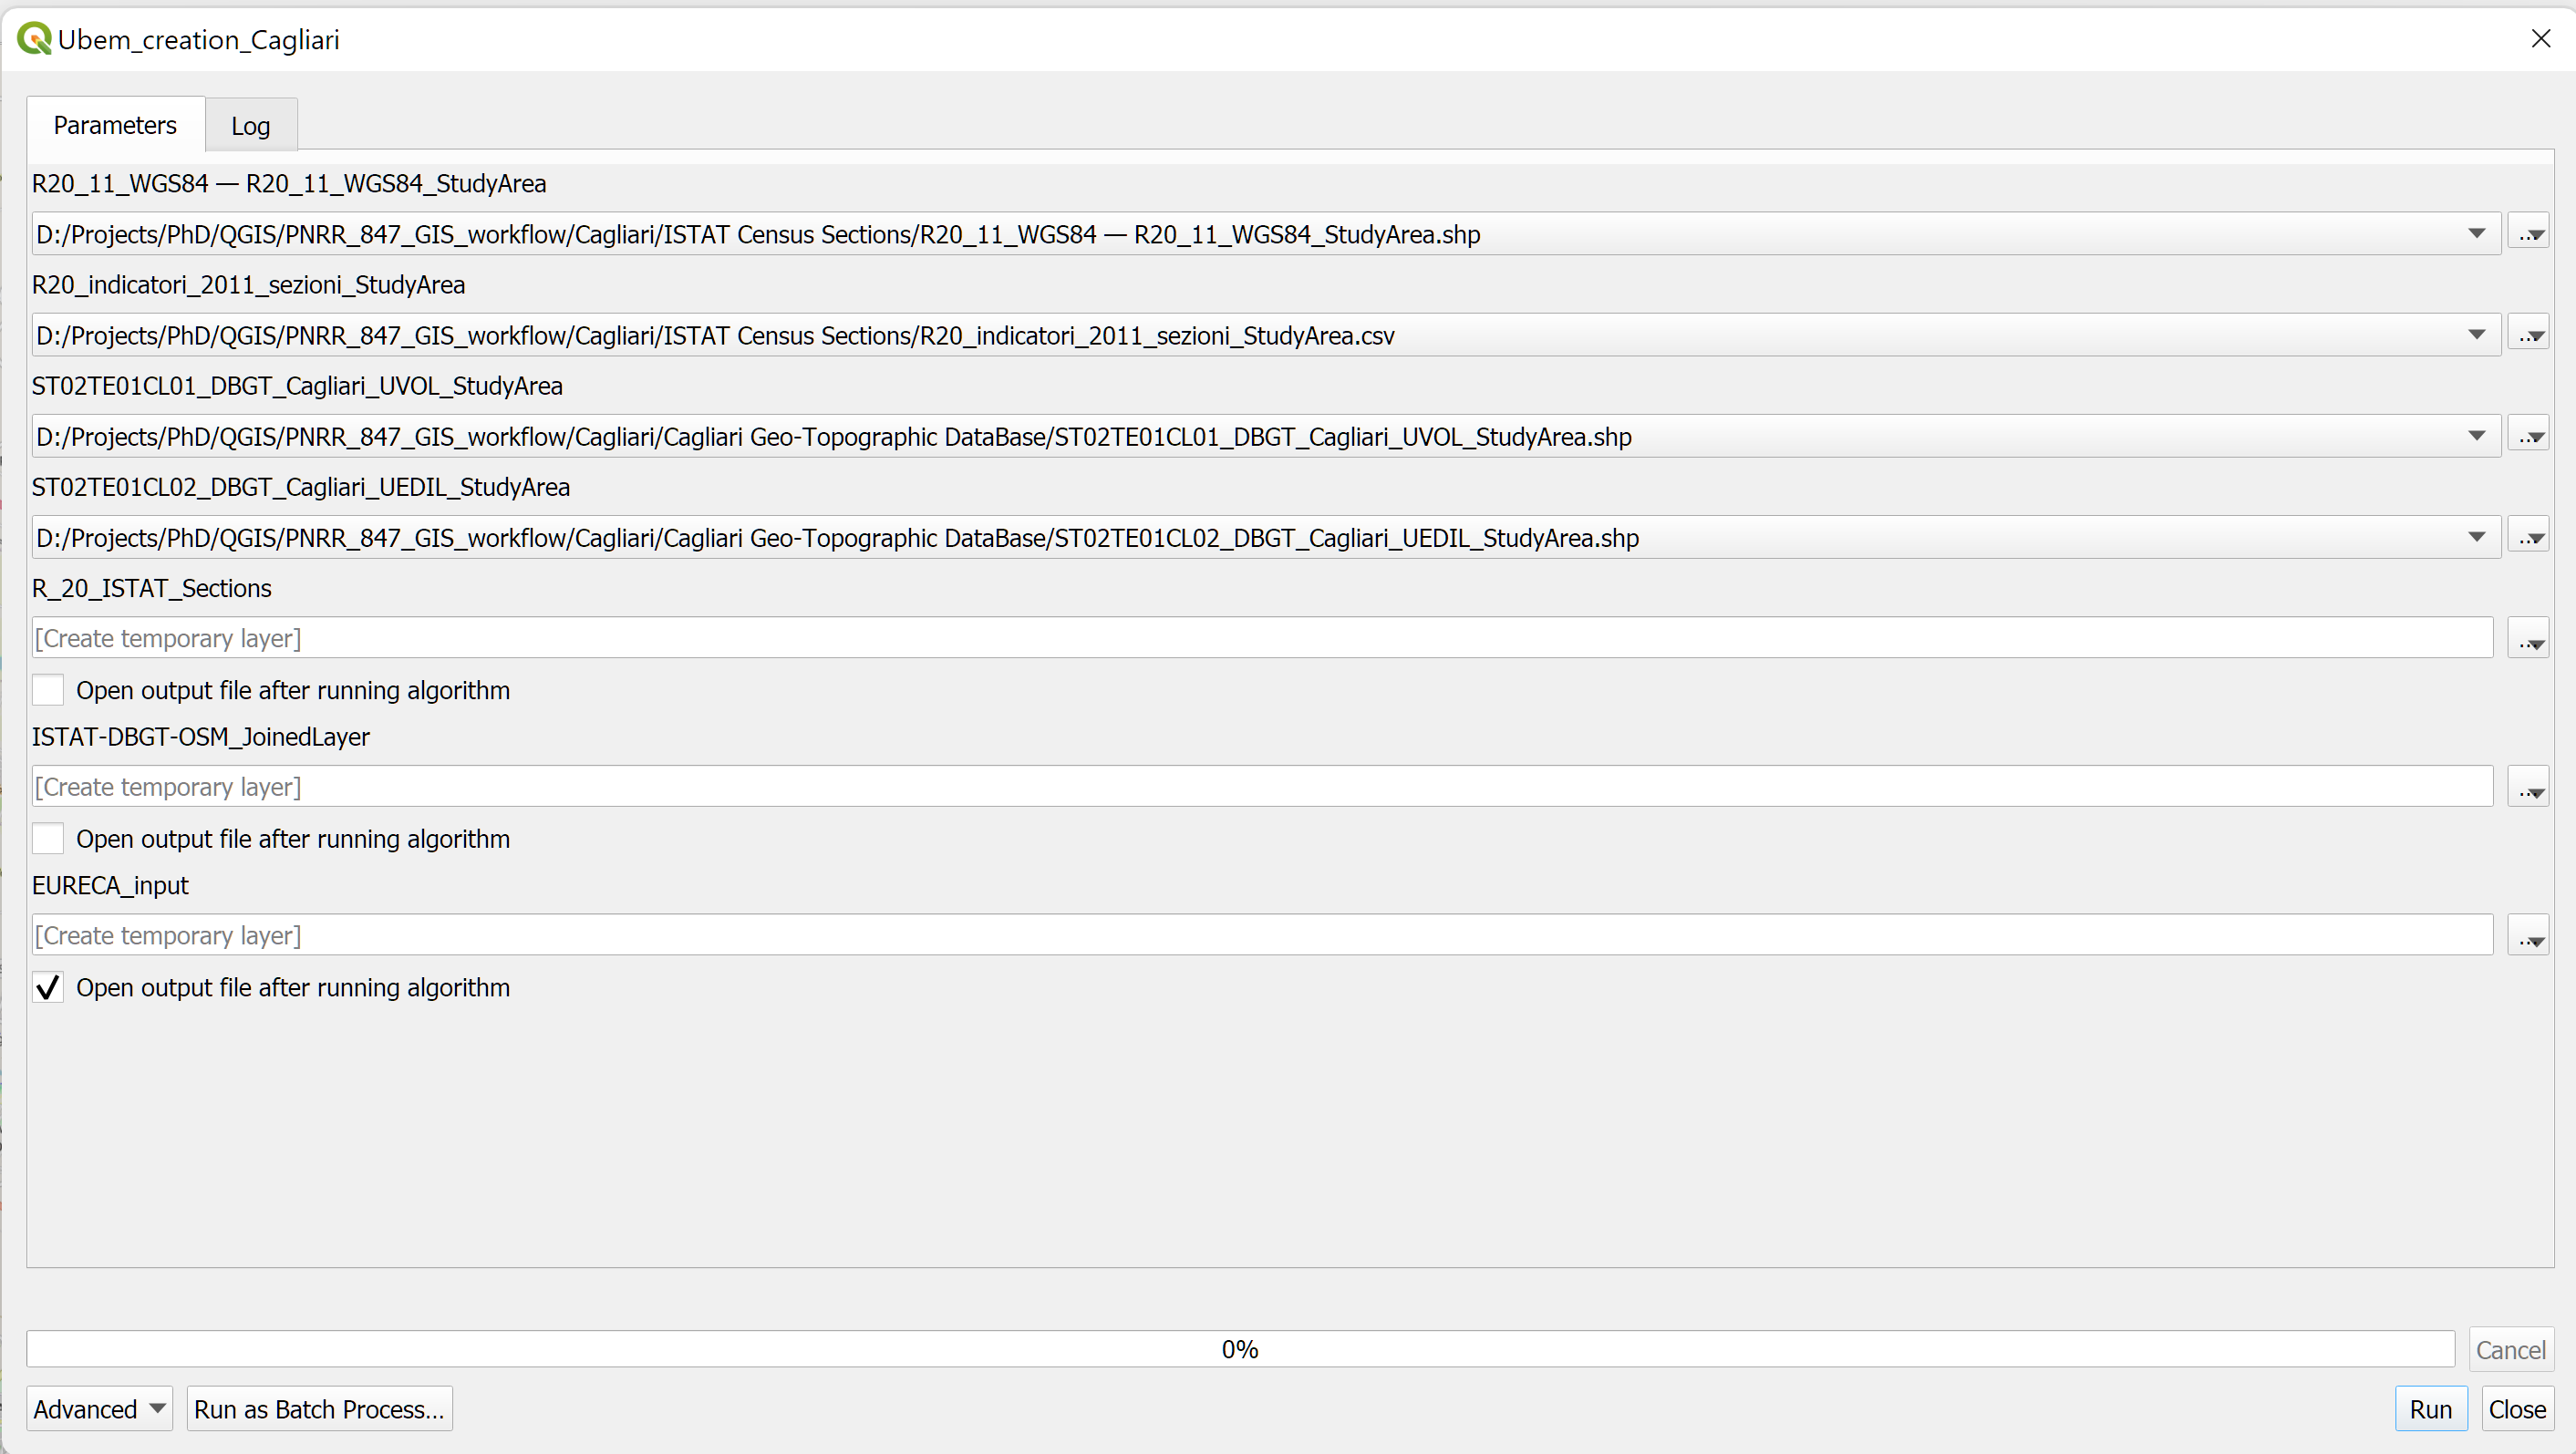 Ubem_creation_Cagliari
Parameters
Log
R20_11_WGS84 — R20_11_WGS84_StudyArea
D:/Projects/PhD/QGIS/PNRR_847_GIS_workflow/Cagliari/ISTAT Census Sections/R20_11_WGS84 — R20_11_WGS84_StudyArea.shp
...
R20_indicatori_2011_sezioni_StudyArea
D:/Projects/PhD/QGIS/PNRR_847_GIS_workflow/Cagliari/ISTAT Census Sections/R20_indicatori_2011_sezioni_StudyArea.csv
...
ST02TE01CL01_DBGT_Cagliari_UVOL_StudyArea
D:/Projects/PhD/QGIS/PNRR_847_GIS_workflow/Cagliari/Cagliari Geo-Topographic DataBase/ST02TE01CL01_DBGT_Cagliari_UVOL_StudyArea.shp
...
ST02TE01CL02_DBGT_Cagliari_UEDIL_StudyArea
D:/Projects/PhD/QGIS/PNRR_847_GIS_workflow/Cagliari/Cagliari Geo-Topographic DataBase/ST02TE01CL02_DBGT_Cagliari_UEDIL_StudyArea.shp
...
R_20_ISTAT_Sections
[Create temporary layer]
...
Open output file after running algorithm
ISTAT-DBGT-OSM_JoinedLayer
[Create temporary layer]
...
Open output file after running algorithm
EURECA_input
[Create temporary layer]
...
Open output file after running algorithm
0%
Cancel
Advanced
Run as Batch Process...
Run
Close